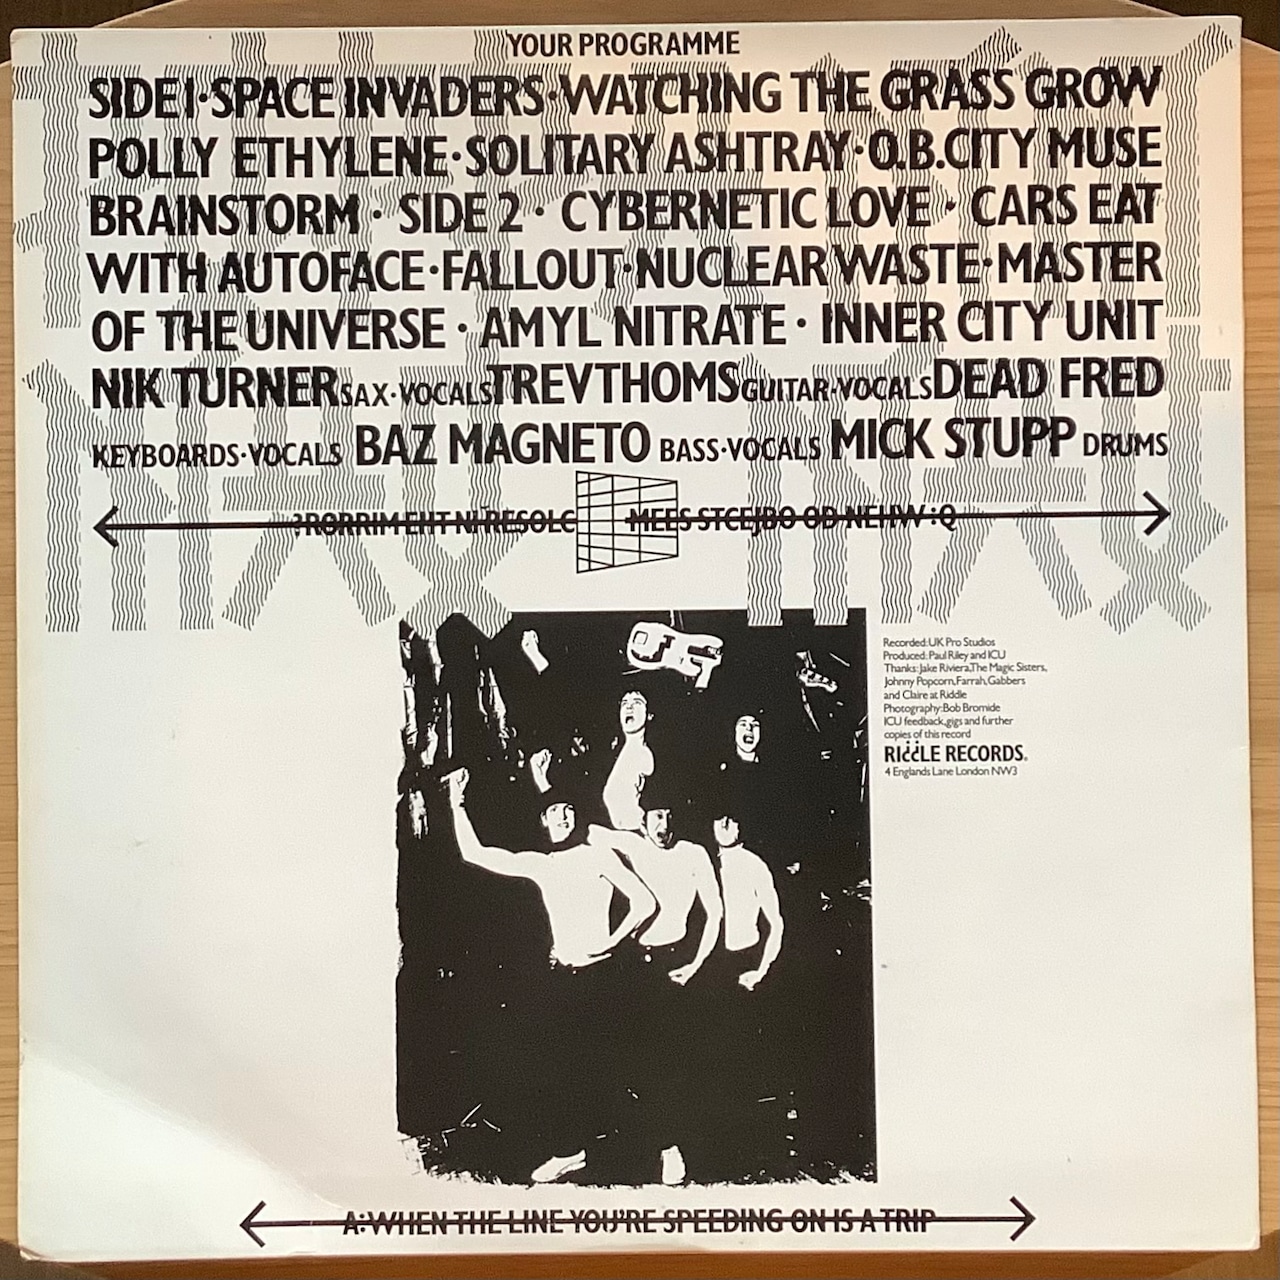 YOUR PROGRAMME
SIDE 1·SPACE INVADERS·WATCHING THE GRASS GROW
POLLY ETHYLENE·SOLITARY ASHTRAY·O.B.CITY MUSE
BRAINSTORM · SIDE 2 · CYBERNETIC LOVE · CARS EAT
WITH AUTOFACE·FALLOUT·NUCLEAR WASTE·MASTER
OF THE UNIVERSE · AMYL NITRATE · INNER CITY UNIT
NIK TURNER SAX·VOCALS TREV THOMS GUITAR·VOCALS DEAD FRED
KEYBOARDS·VOCALS BAZ MAGNETO BASS·VOCALS MICK STUPP DRUMS
?RORRIM EHT NI RESOLC MEES STCEJBO OD NEHW :Q
Recorded: UK Pro Studios
Produced: Paul Riley and ICU
Thanks: Jake Riviera, The Magic Sisters,
Johnny Popcorn, Farrah, Gabbers
and Claire at Riddle
Photography: Bob Bromide
ICU feedback, gigs and further
copies of this record
RIDDLE RECORDS.
4 Englands Lane London NW3
A: WHEN THE LINE YOU'RE SPEEDING ON IS A TRIP